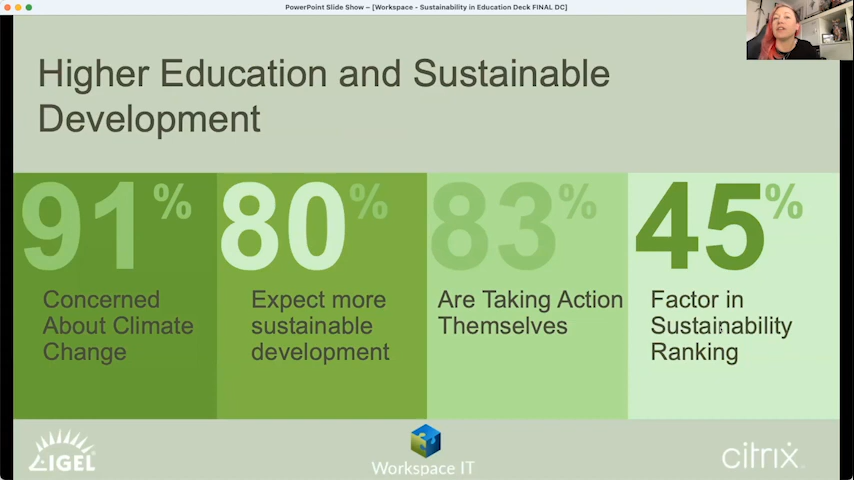 PowerPoint Slide Show – [Workspace - Sustainability in Education Deck FINAL DC]
Higher Education and Sustainable
Development
91%
Concerned
About Climate
Change
80%
Expect more
sustainable
development
83%
Are Taking Action
Themselves
45%
Factor in
Sustainability
Ranking
IGEL
Workspace IT
citrix